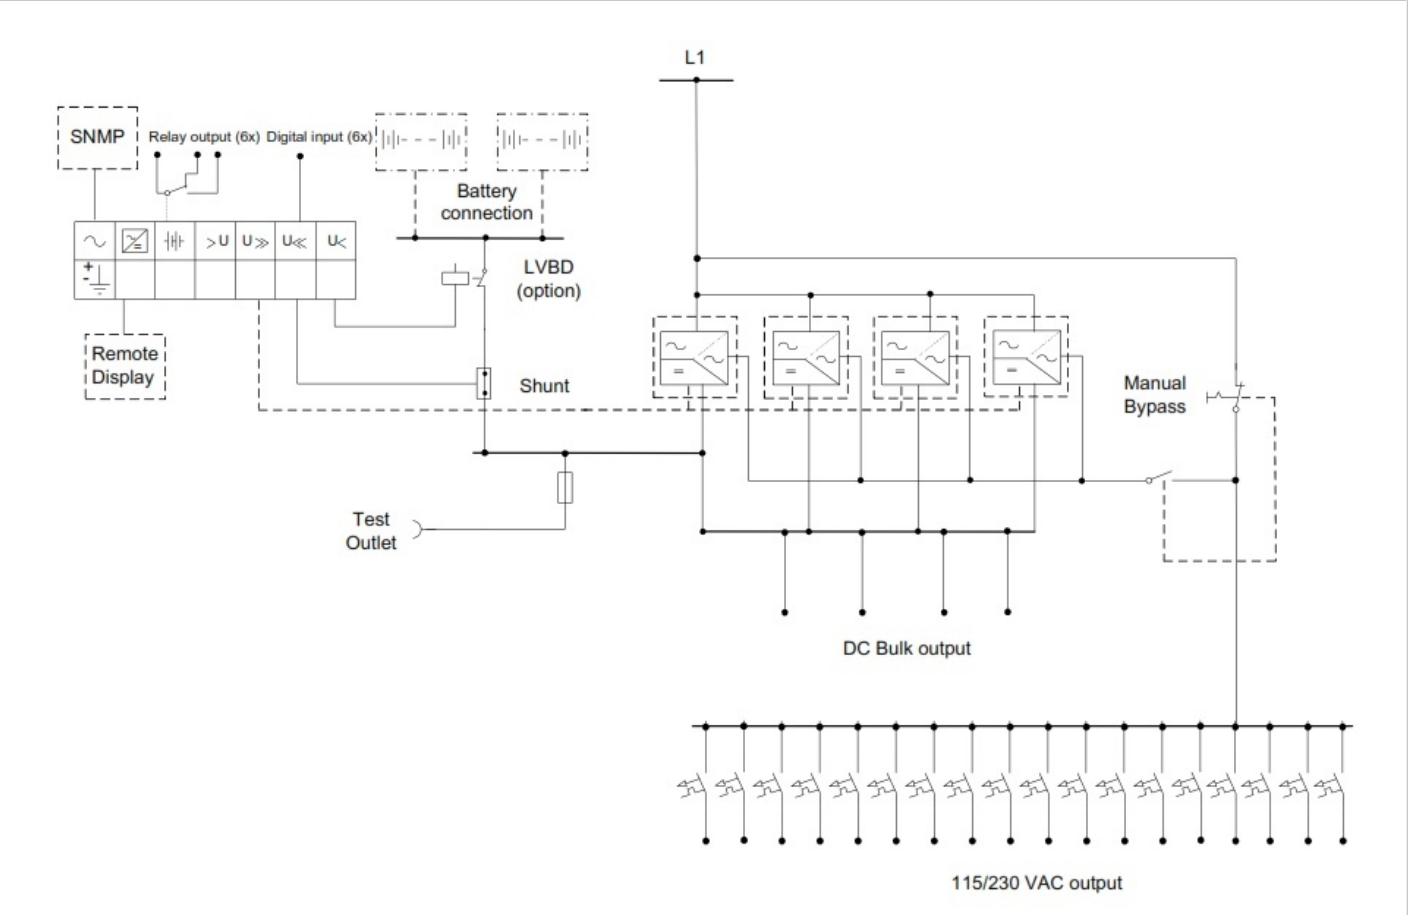 L1
SNMP
Relay output (6x)
Digital input (6x)
Battery
connection
>U
U>>
U<<
U<
+
-
LVBD
(option)
Remote
Display
Shunt
Manual
Bypass
Test
Outlet
DC Bulk output
115/230 VAC output